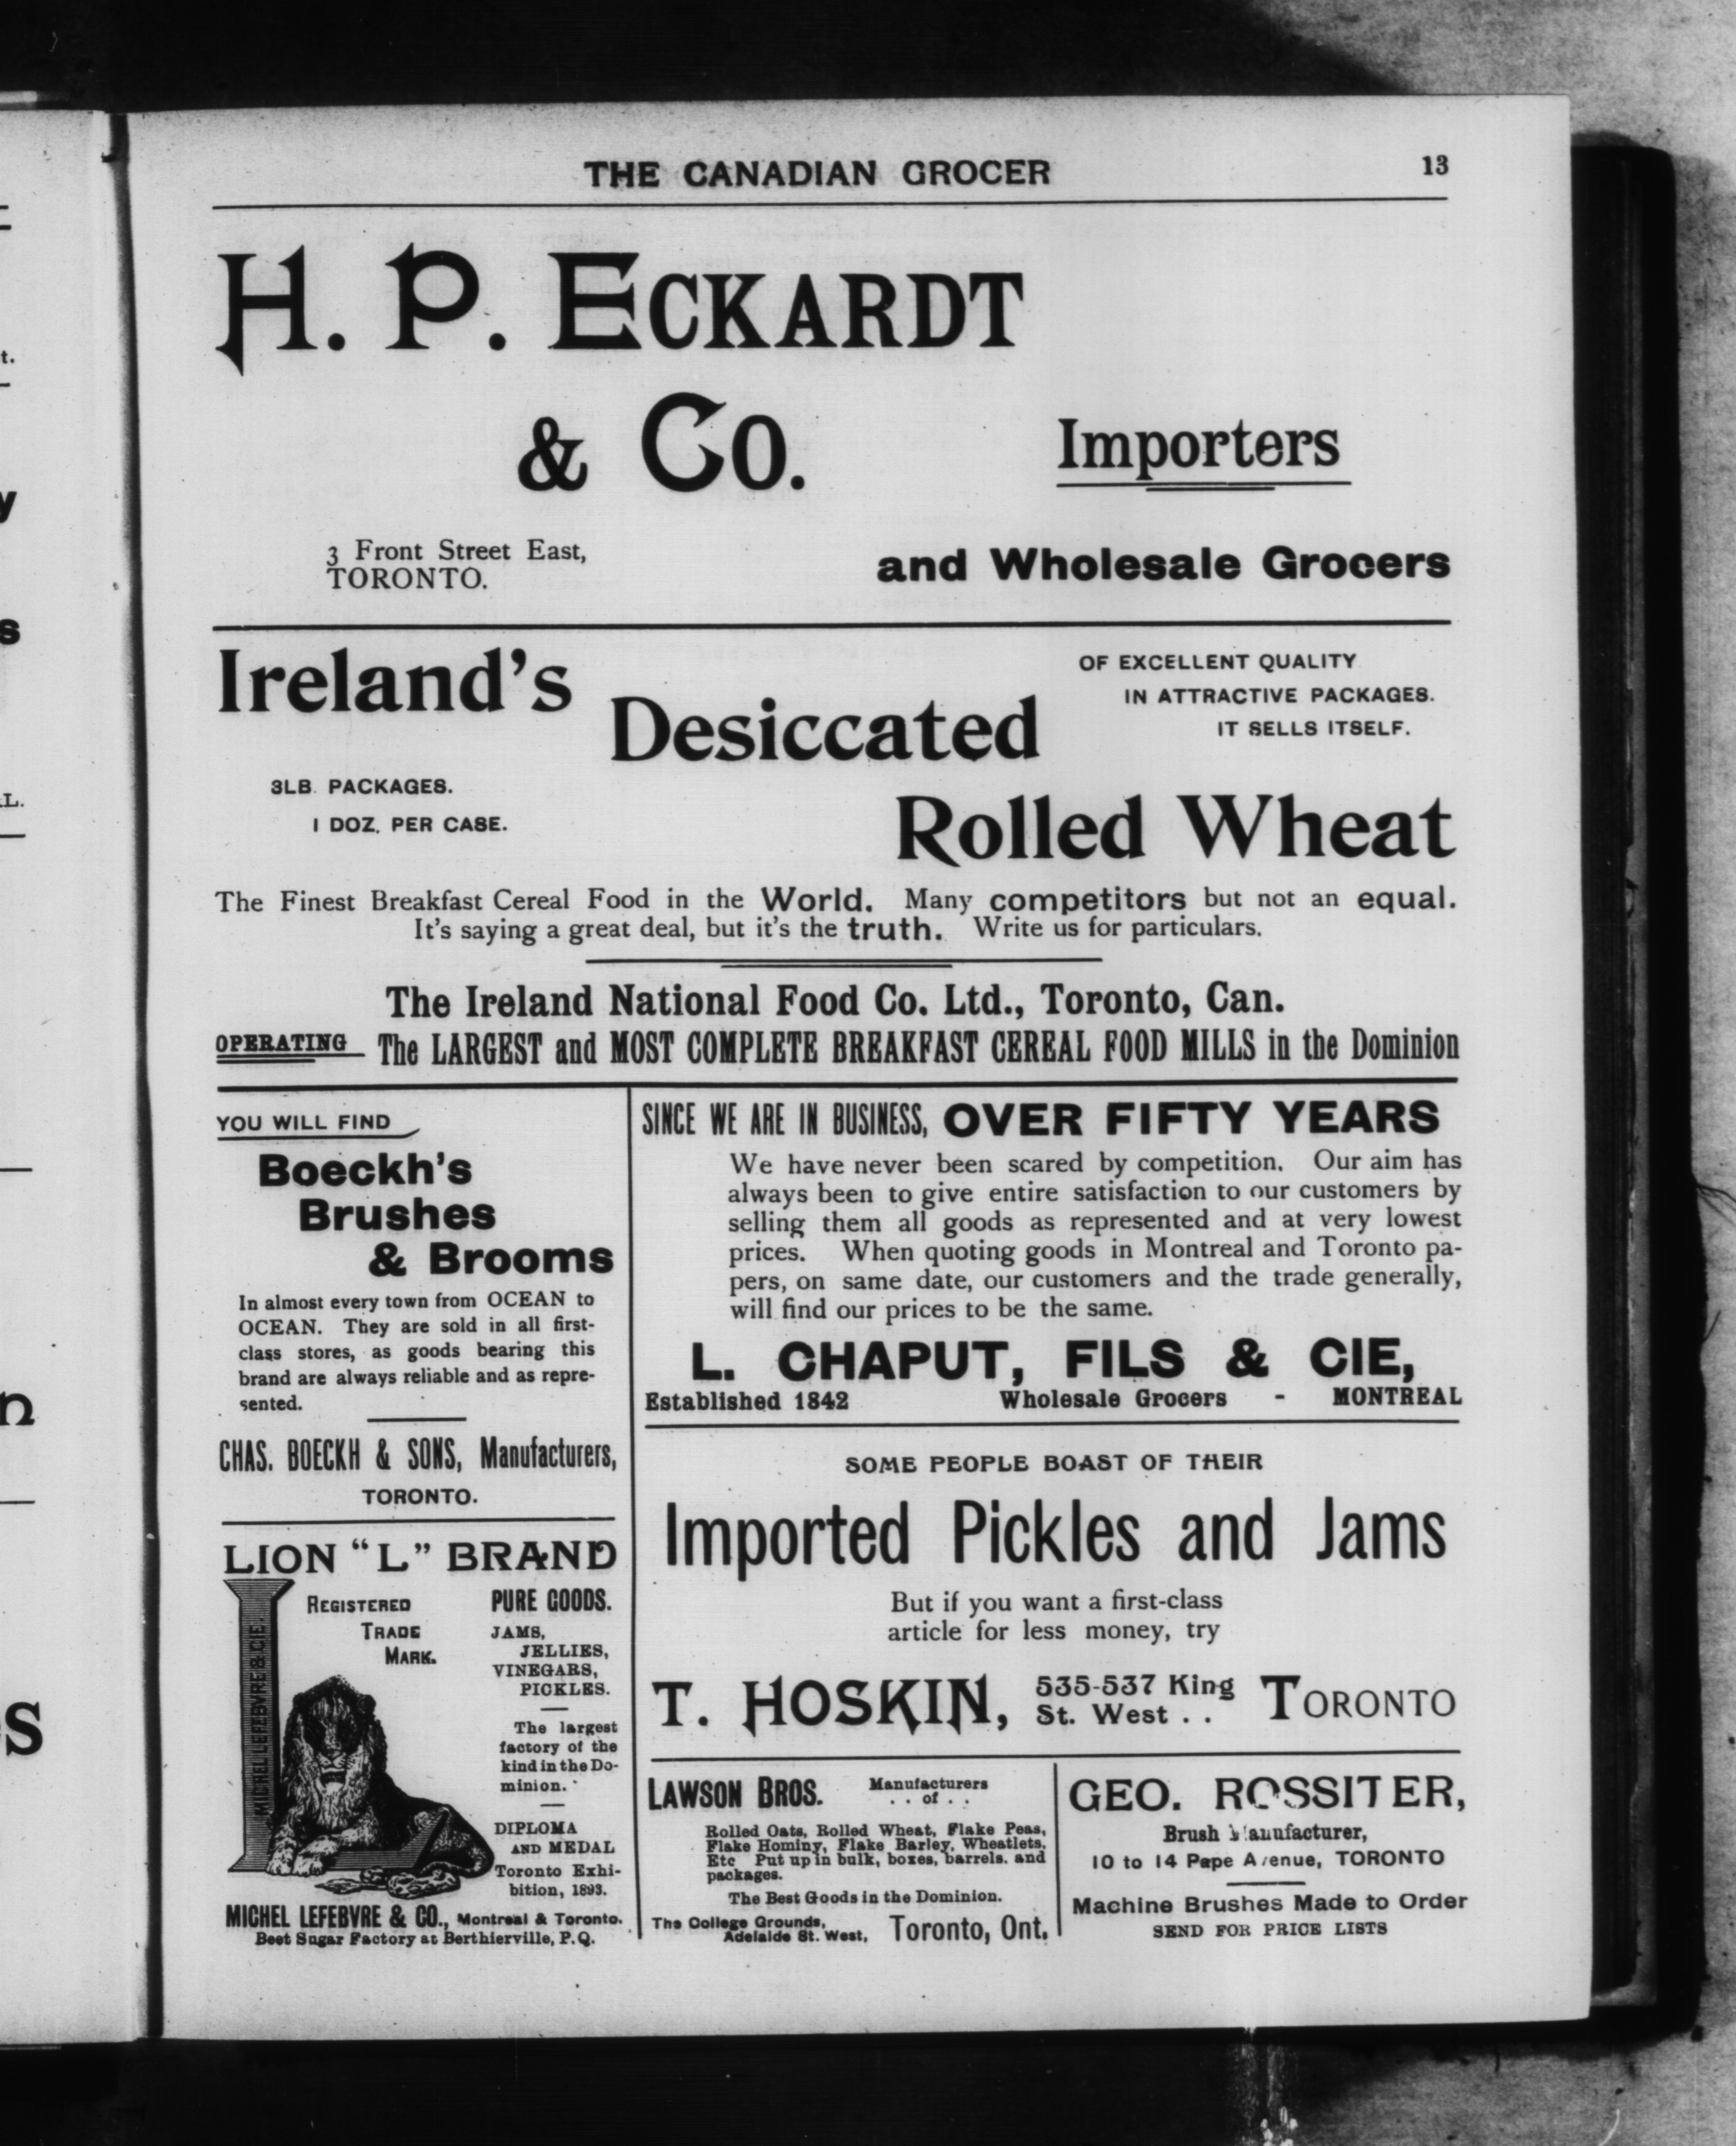 THE CANADIAN GROCER 13
H. P. ECKARDT
& Co.
Importers
3 Front Street East,
TORONTO.
and Wholesale Grocers
Ireland's
Desiccated
OF EXCELLENT QUALITY
IN ATTRACTIVE PACKAGES.
IT SELLS ITSELF.
3LB. PACKAGES.
1 DOZ. PER CASE.
Rolled Wheat
The Finest Breakfast Cereal Food in the World. Many competitors but not an equal.
It's saying a great deal, but it's the truth. Write us for particulars.
The Ireland National Food Co. Ltd., Toronto, Can.
OPERATING The LARGEST and MOST COMPLETE BREAKFAST CEREAL FOOD MILLS in the Dominion
YOU WILL FIND
Boeckh's
Brushes
& Brooms
In almost every town from OCEAN to
OCEAN. They are sold in all first-
class stores, as goods bearing this
brand are always reliable and as repre-
sented.
CHAS. BOECKH & SONS, Manufacturers,
TORONTO.
LION "L" BRAND
REGISTERED
TRADE
MARK.
PURE GOODS.
JAMS,
JELLIES,
VINEGARS,
PICKLES.
The largest
factory of the
kind in the Do-
minion.
DIPLOMA
AND MEDAL
Toronto Exhi-
bition, 1893.
MICHEL LEFEBVRE & CIE.
MICHEL LEFEBVRE & CO., Montreal & Toronto.
Beet Sugar Factory at Berthierville, P.Q.
SINCE WE ARE IN BUSINESS, OVER FIFTY YEARS
We have never been scared by competition. Our aim has
always been to give entire satisfaction to our customers by
selling them all goods as represented and at very lowest
prices. When quoting goods in Montreal and Toronto pa-
pers, on same date, our customers and the trade generally,
will find our prices to be the same.
L. CHAPUT, FILS & CIE,
Established 1842 Wholesale Grocers - MONTREAL
SOME PEOPLE BOAST OF THEIR
Imported Pickles and Jams
But if you want a first-class
article for less money, try
T. HOSKIN, 535-537 King
St. West . . TORONTO
LAWSON BROS. Manufacturers
. . of . .
Rolled Oats, Rolled Wheat, Flake Peas,
Flake Hominy, Flake Barley, Wheatlets,
Etc Put up in bulk, boxes, barrels. and
packages.
The Best Goods in the Dominion.
The College Grounds,
Adelaide St. West, Toronto, Ont.
GEO. ROSSITER,
Brush Manufacturer,
10 to 14 Pape Avenue, TORONTO
Machine Brushes Made to Order
SEND FOR PRICE LISTS